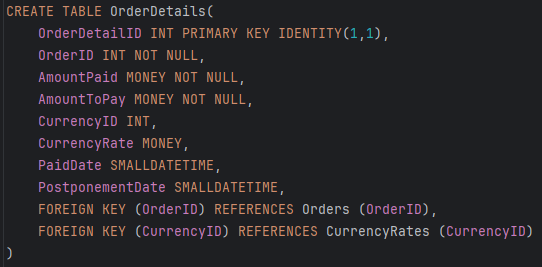 CREATE TABLE OrderDetails(
    OrderDetailID INT PRIMARY KEY IDENTITY(1,1),
    OrderID INT NOT NULL,
    AmountPaid MONEY NOT NULL,
    AmountToPay MONEY NOT NULL,
    CurrencyID INT,
    CurrencyRate MONEY,
    PaidDate SMALLDATETIME,
    PostponementDate SMALLDATETIME,
    FOREIGN KEY (OrderID) REFERENCES Orders (OrderID),
    FOREIGN KEY (CurrencyID) REFERENCES CurrencyRates (CurrencyID)
)